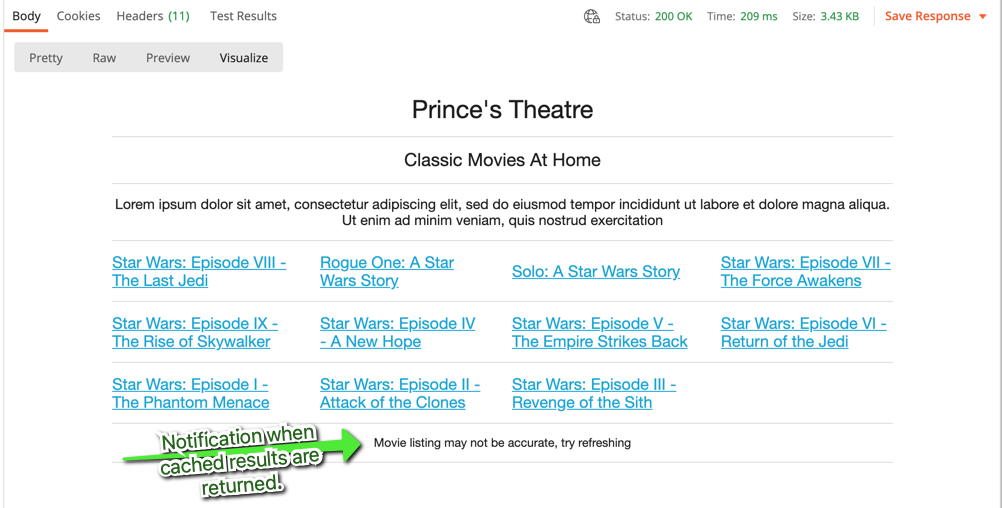 Body Cookies Headers (11) Test Results Status: 200 OK Time: 209 ms Size: 3.43 KB Save Response
Pretty Raw Preview Visualize
Prince's Theatre
Classic Movies At Home
Lorem ipsum dolor sit amet, consectetur adipiscing elit, sed do eiusmod tempor incididunt ut labore et dolore magna aliqua.
Ut enim ad minim veniam, quis nostrud exercitation
Star Wars: Episode VIII -
The Last Jedi
Rogue One: A Star
Wars Story
Solo: A Star Wars Story
Star Wars: Episode VII -
The Force Awakens
Star Wars: Episode IX -
The Rise of Skywalker
Star Wars: Episode IV
- A New Hope
Star Wars: Episode V -
The Empire Strikes Back
Star Wars: Episode VI -
Return of the Jedi
Star Wars: Episode I -
The Phantom Menace
Star Wars: Episode II -
Attack of the Clones
Star Wars: Episode III -
Revenge of the Sith
Notification when
cached results are
returned.
Movie listing may not be accurate, try refreshing